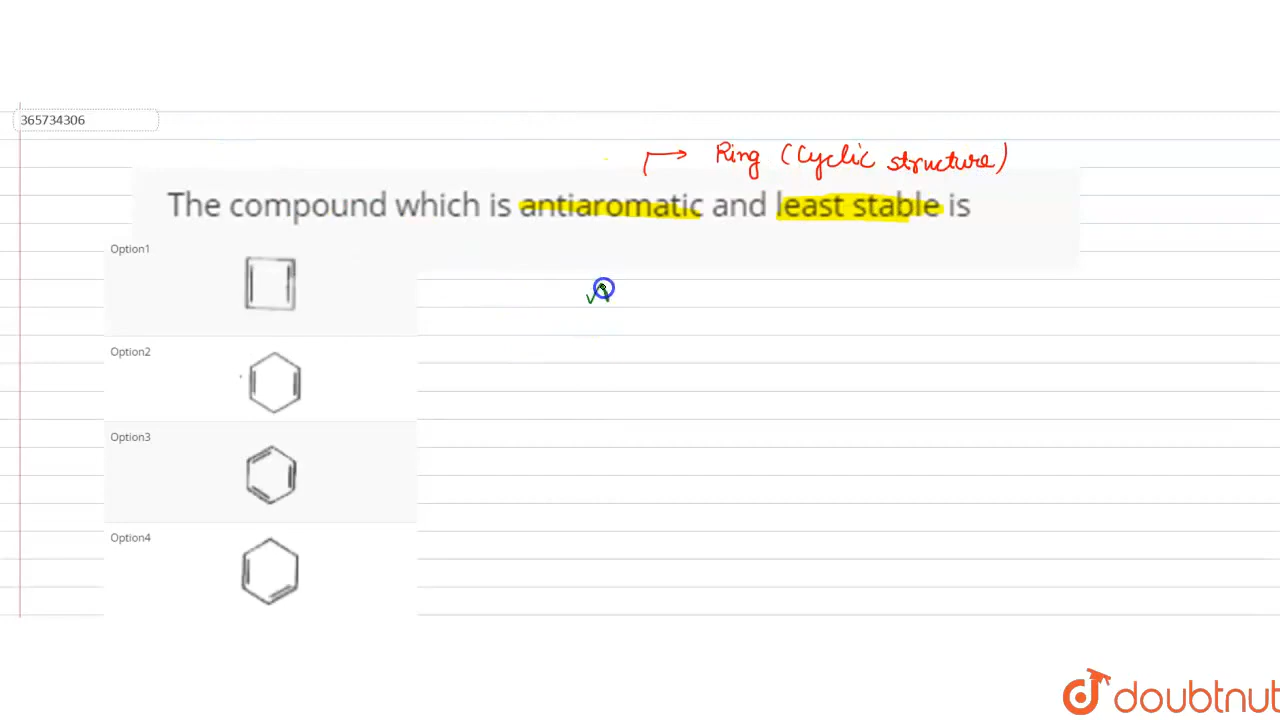 365734306
Ring (Cyclic structure)
The compound which is antiaromatic and least stable is
Option1
Option2
Option3
Option4
doubtnut